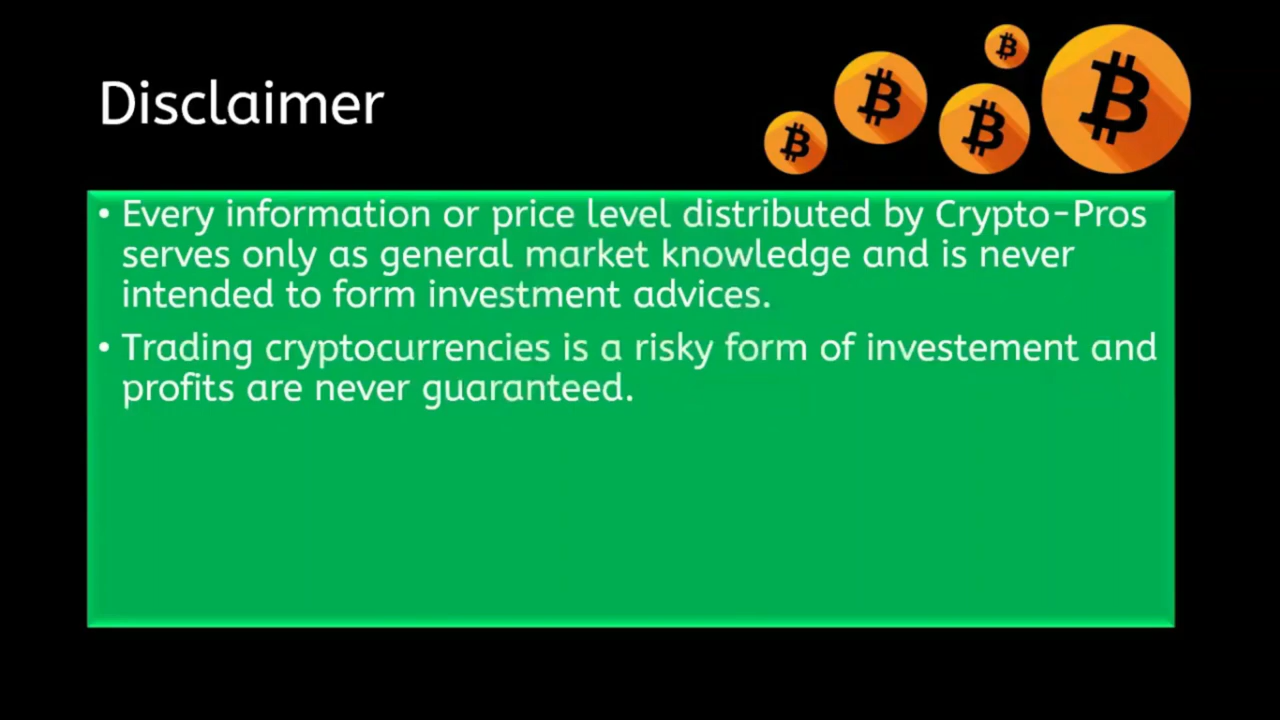 Disclaimer
• Every information or price level distributed by Crypto-Pros
serves only as general market knowledge and is never
intended to form investment advices.
• Trading cryptocurrencies is a risky form of investement and
profits are never guaranteed.